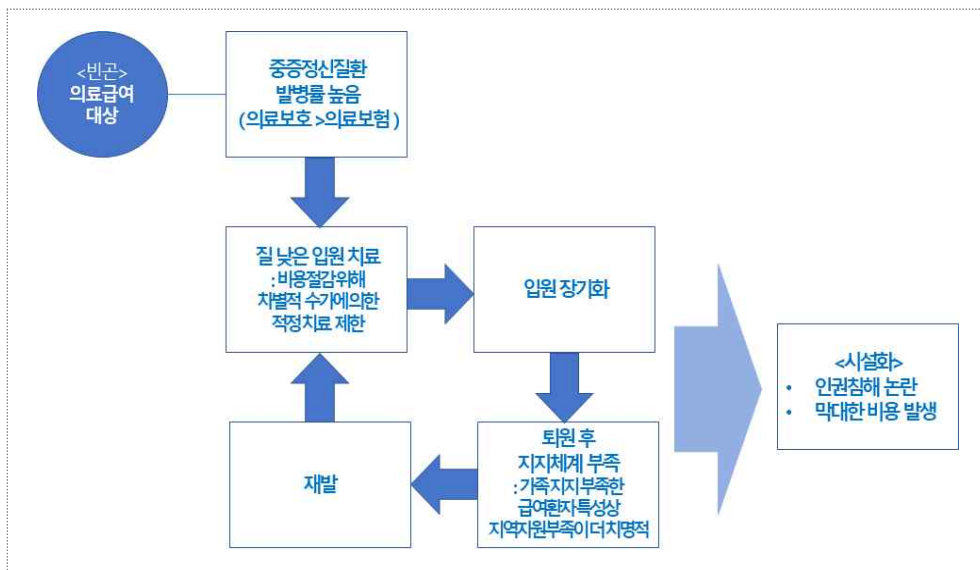 <빈곤>
의료급여
대상
중증정신질환
발병률 높음
( 의료보호 >의료보험 )
질 낮은 입원 치료
: 비용절감위해
차별적 수가에의한
적정치료 제한
입원 장기화
<시설화>
• 인권침해 논란
• 막대한 비용 발생
재발
퇴원 후
지지체계 부족
: 가족지지부족한
급여환자특성상
지역자원부족이 더 치명적